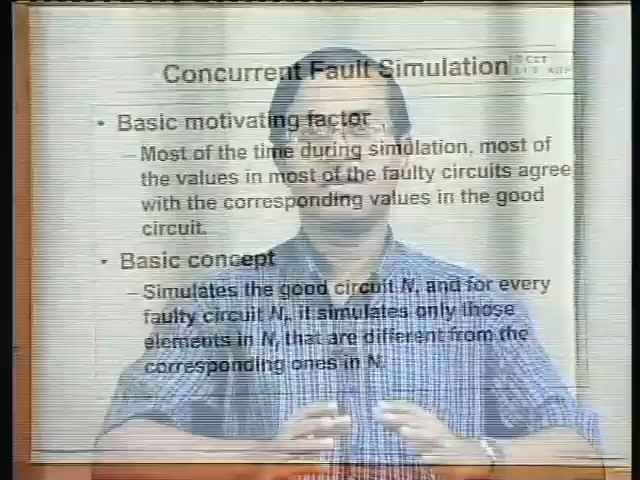 Concurrent Fault Simulation
• Basic motivating factor
– Most of the time during simulation, most of
the values in most of the faulty circuits agree
with the corresponding values in the good
circuit.
• Basic concept
– Simulates the good circuit N, and for every
faulty circuit Nf, it simulates only those
elements in Nf that are different from the
corresponding ones in N.